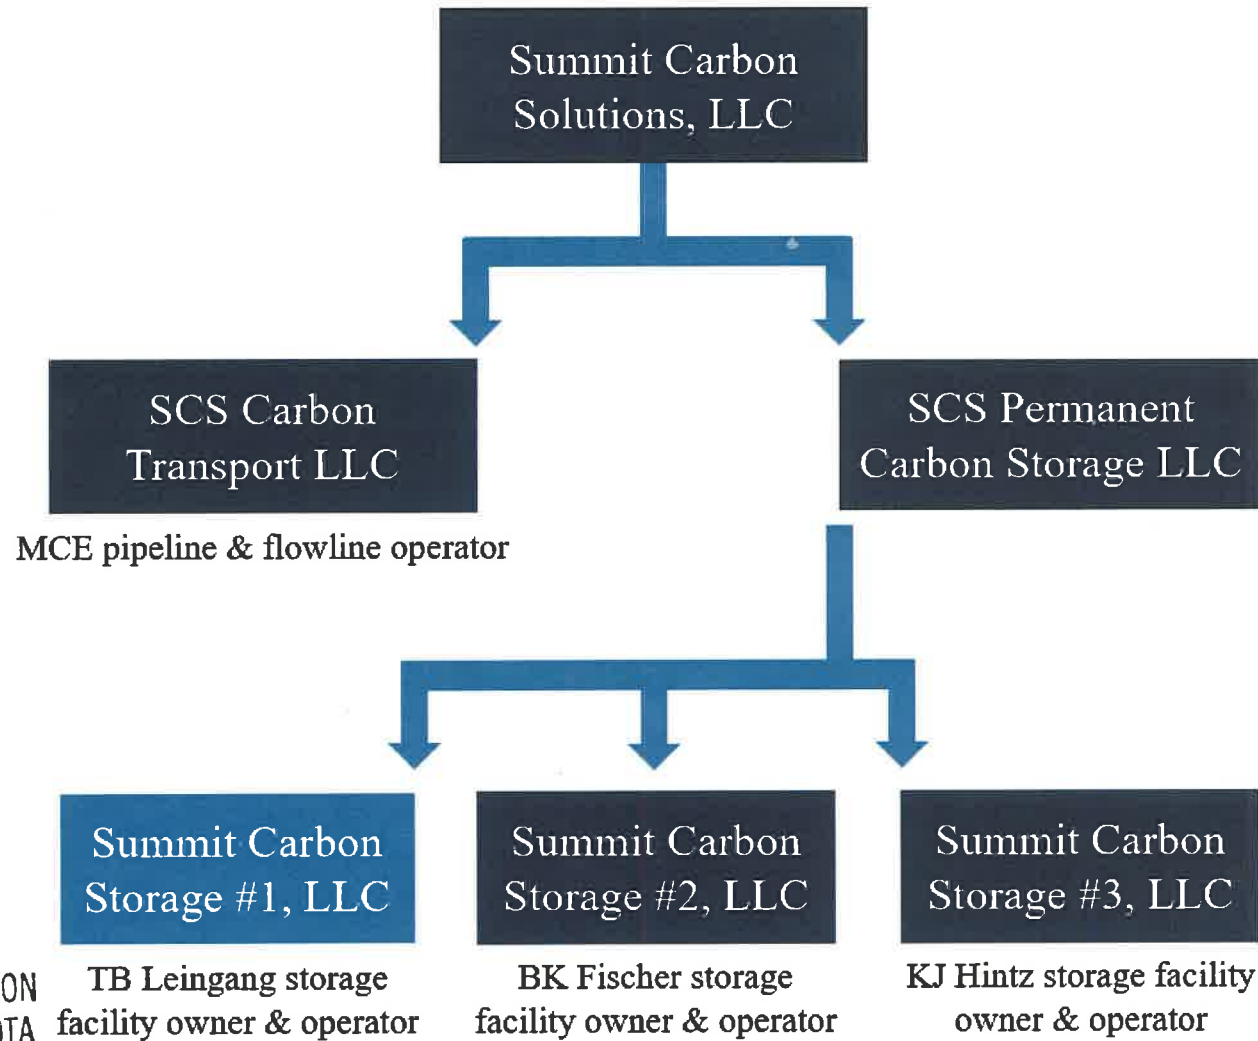 Summit Carbon
Solutions, LLC
SCS Carbon
Transport LLC
SCS Permanent
Carbon Storage LLC
MCE pipeline & flowline operator
Summit Carbon
Storage #1, LLC
Summit Carbon
Storage #2, LLC
Summit Carbon
Storage #3, LLC
TB Leingang storage
facility owner & operator
BK Fischer storage
facility owner & operator
KJ Hintz storage facility
owner & operator
ON
OTA